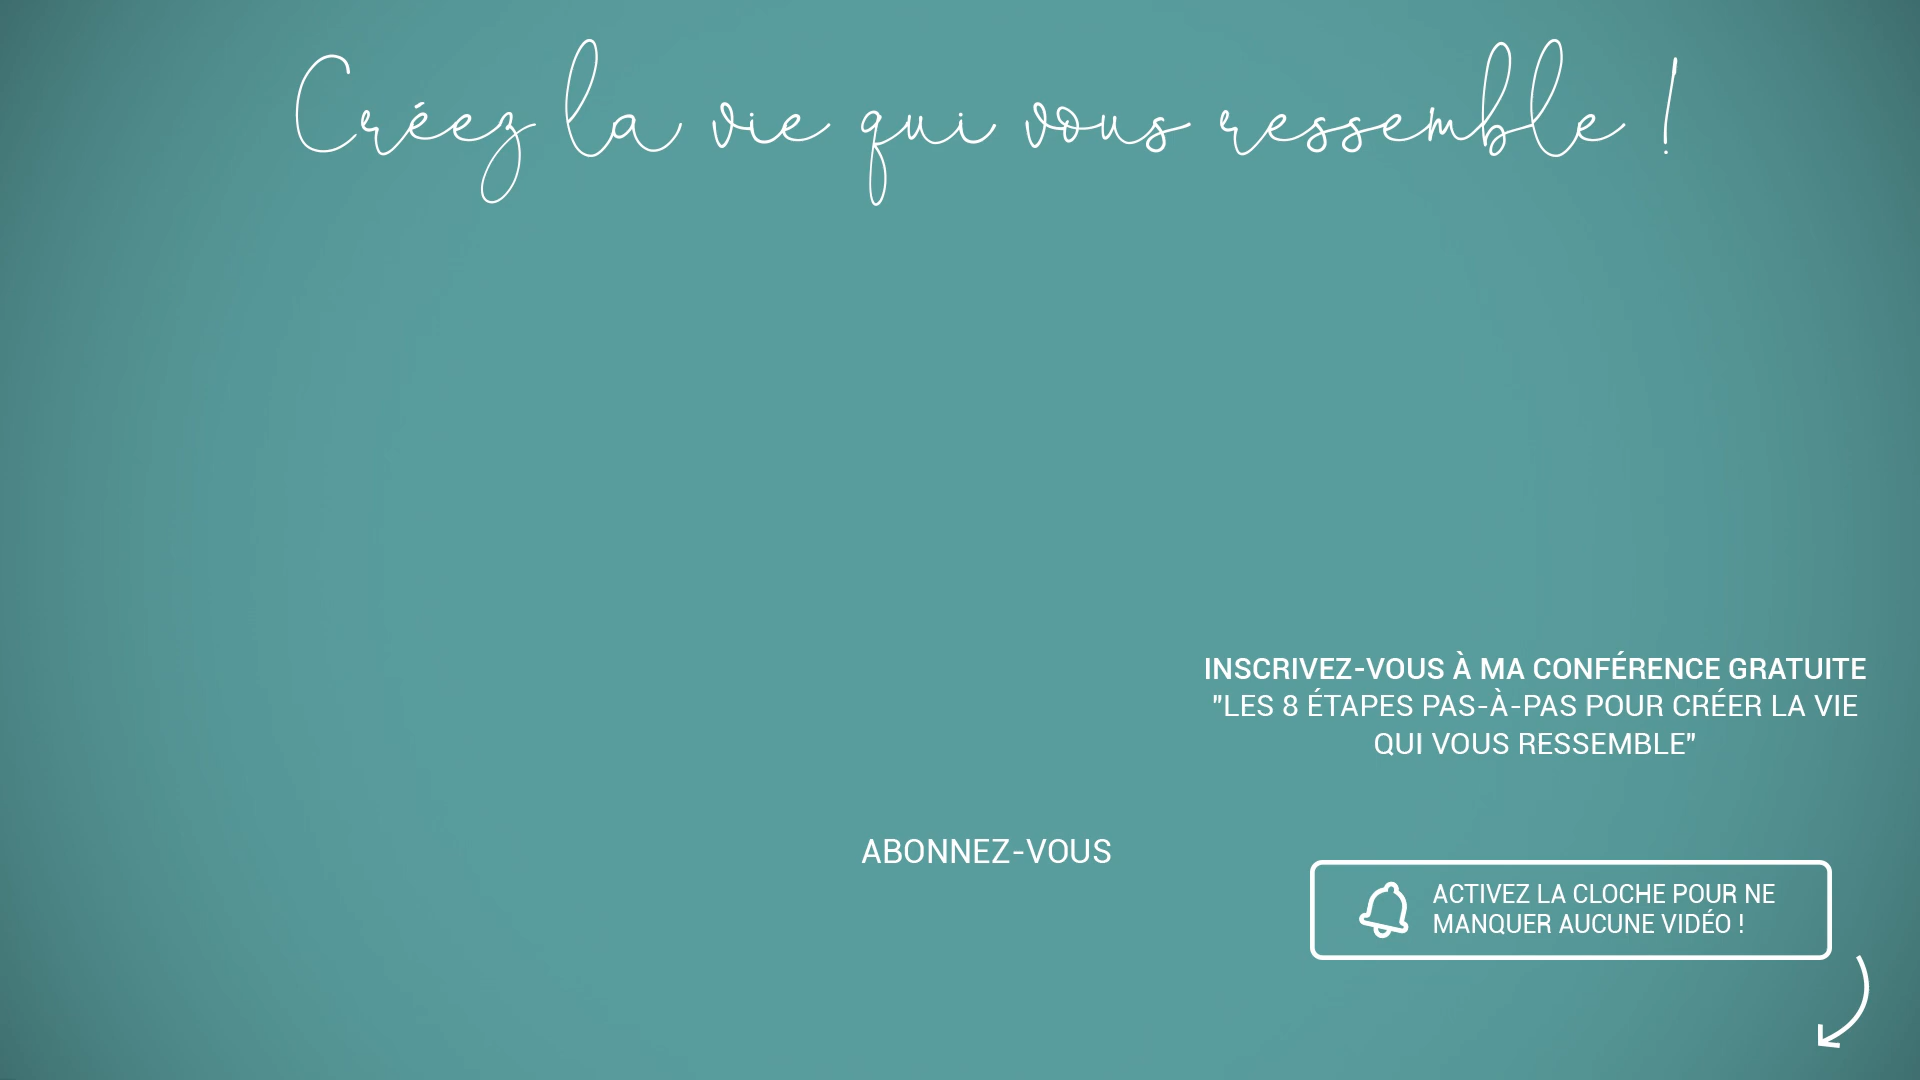 Créez la vie qui vous ressemble !
INSCRIVEZ-VOUS À MA CONFÉRENCE GRATUITE
"LES 8 ÉTAPES PAS-À-PAS POUR CRÉER LA VIE
QUI VOUS RESSEMBLE"
ABONNEZ-VOUS
ACTIVEZ LA CLOCHE POUR NE
MANQUER AUCUNE VIDÉO !